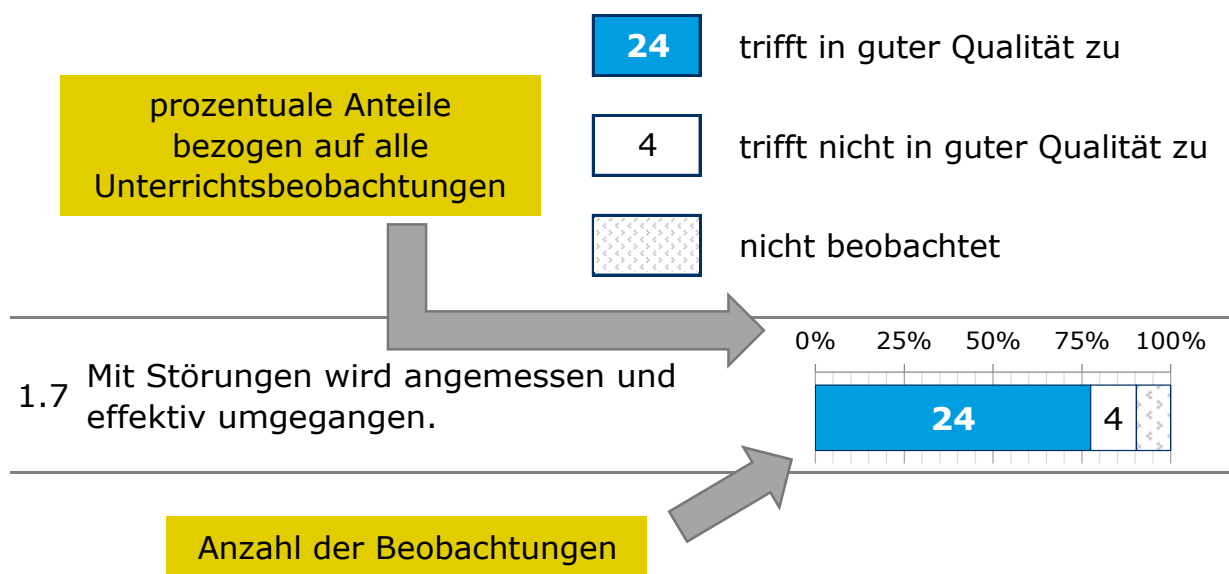 24 trifft in guter Qualität zu
prozentuale Anteile
bezogen auf alle
Unterrichtsbeobachtungen
4 trifft nicht in guter Qualität zu
nicht beobachtet
0% 25% 50% 75% 100%
1.7 Mit Störungen wird angemessen und
effektiv umgegangen.
24 4
Anzahl der Beobachtungen